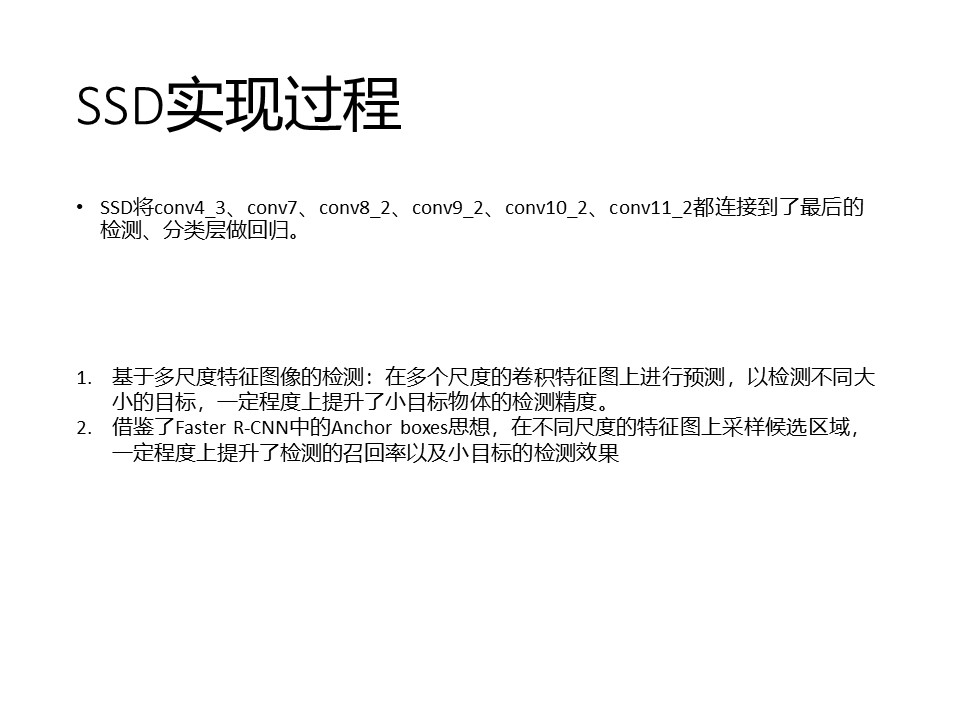 SSD实现过程
• SSD将conv4_3、conv7、conv8_2、conv9_2、conv10_2、conv11_2都连接到了最后的
检测、分类层做回归。
1. 基于多尺度特征图像的检测：在多个尺度的卷积特征图上进行预测，以检测不同大
小的目标，一定程度上提升了小目标物体的检测精度。
2. 借鉴了Faster R-CNN中的Anchor boxes思想，在不同尺度的特征图上采样候选区域，
一定程度上提升了检测的召回率以及小目标的检测效果